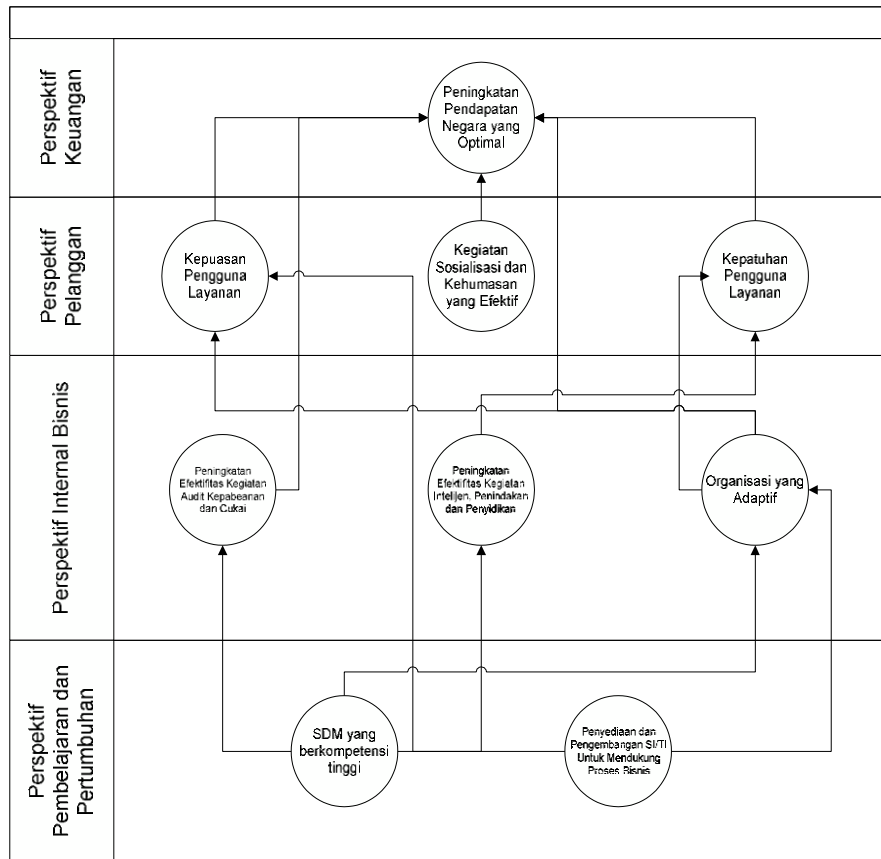 Perspektif
Keuangan
Peningkatan
Pendapatan
Negara yang
Optimal
Perspektif
Pelanggan
Kepuasan
Pengguna
Layanan
Kegiatan
Sosialisasi dan
Kehumasan
yang Efektif
Kepatuhan
Pengguna
Layanan
Perspektif Internal Bisnis
Peningkatan
Efektifitas Kegiatan
Audit Kepabeanan
dan Cukai
Peningkatan
Efektifitas Kegiatan
Intelijen, Penindakan
dan Penyidikan
Organisasi yang
Adaptif
Perspektif
Pembelajaran dan
Pertumbuhan
SDM yang
berkompetensi
tinggi
Penyediaan dan
Pengembangan SI/TI
Untuk Mendukung
Proses Bisnis